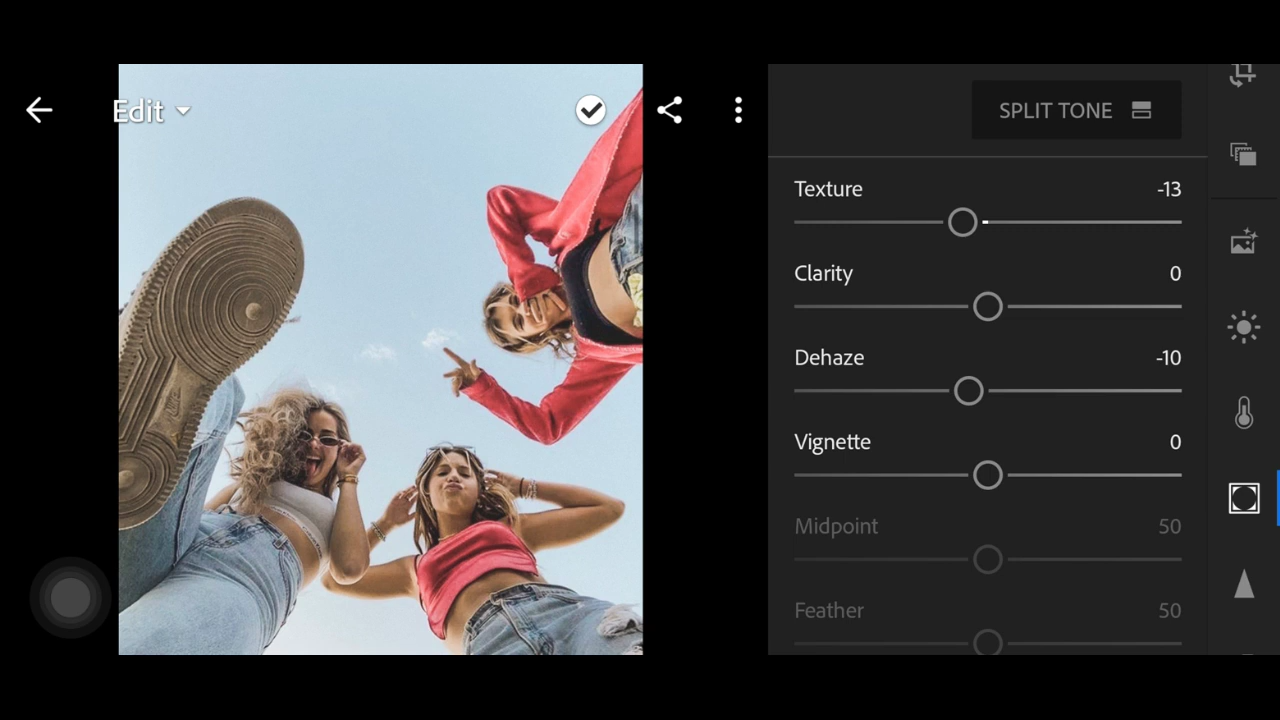 Edit
SPLIT TONE
Texture -13
Clarity 0
Dehaze -10
Vignette 0
Midpoint 50
Feather 50